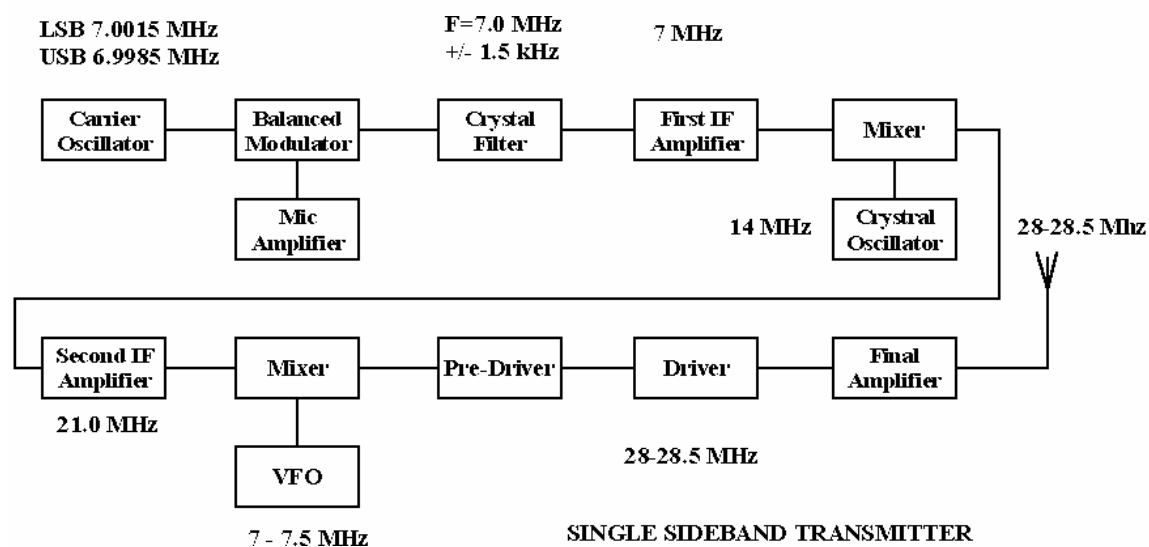 LSB 7.0015 MHz
USB 6.9985 MHz
F=7.0 MHz
+/- 1.5 kHz
7 MHz
Carrier
Oscillator
Balanced
Modulator
Crystal
Filter
First IF
Amplifier
Mixer
Mic
Amplifier
14 MHz
Crystral
Oscillator
28-28.5 Mhz
Second IF
Amplifier
Mixer
Pre-Driver
Driver
Final
Amplifier
21.0 MHz
VFO
28-28.5 MHz
7 - 7.5 MHz
SINGLE SIDEBAND TRANSMITTER